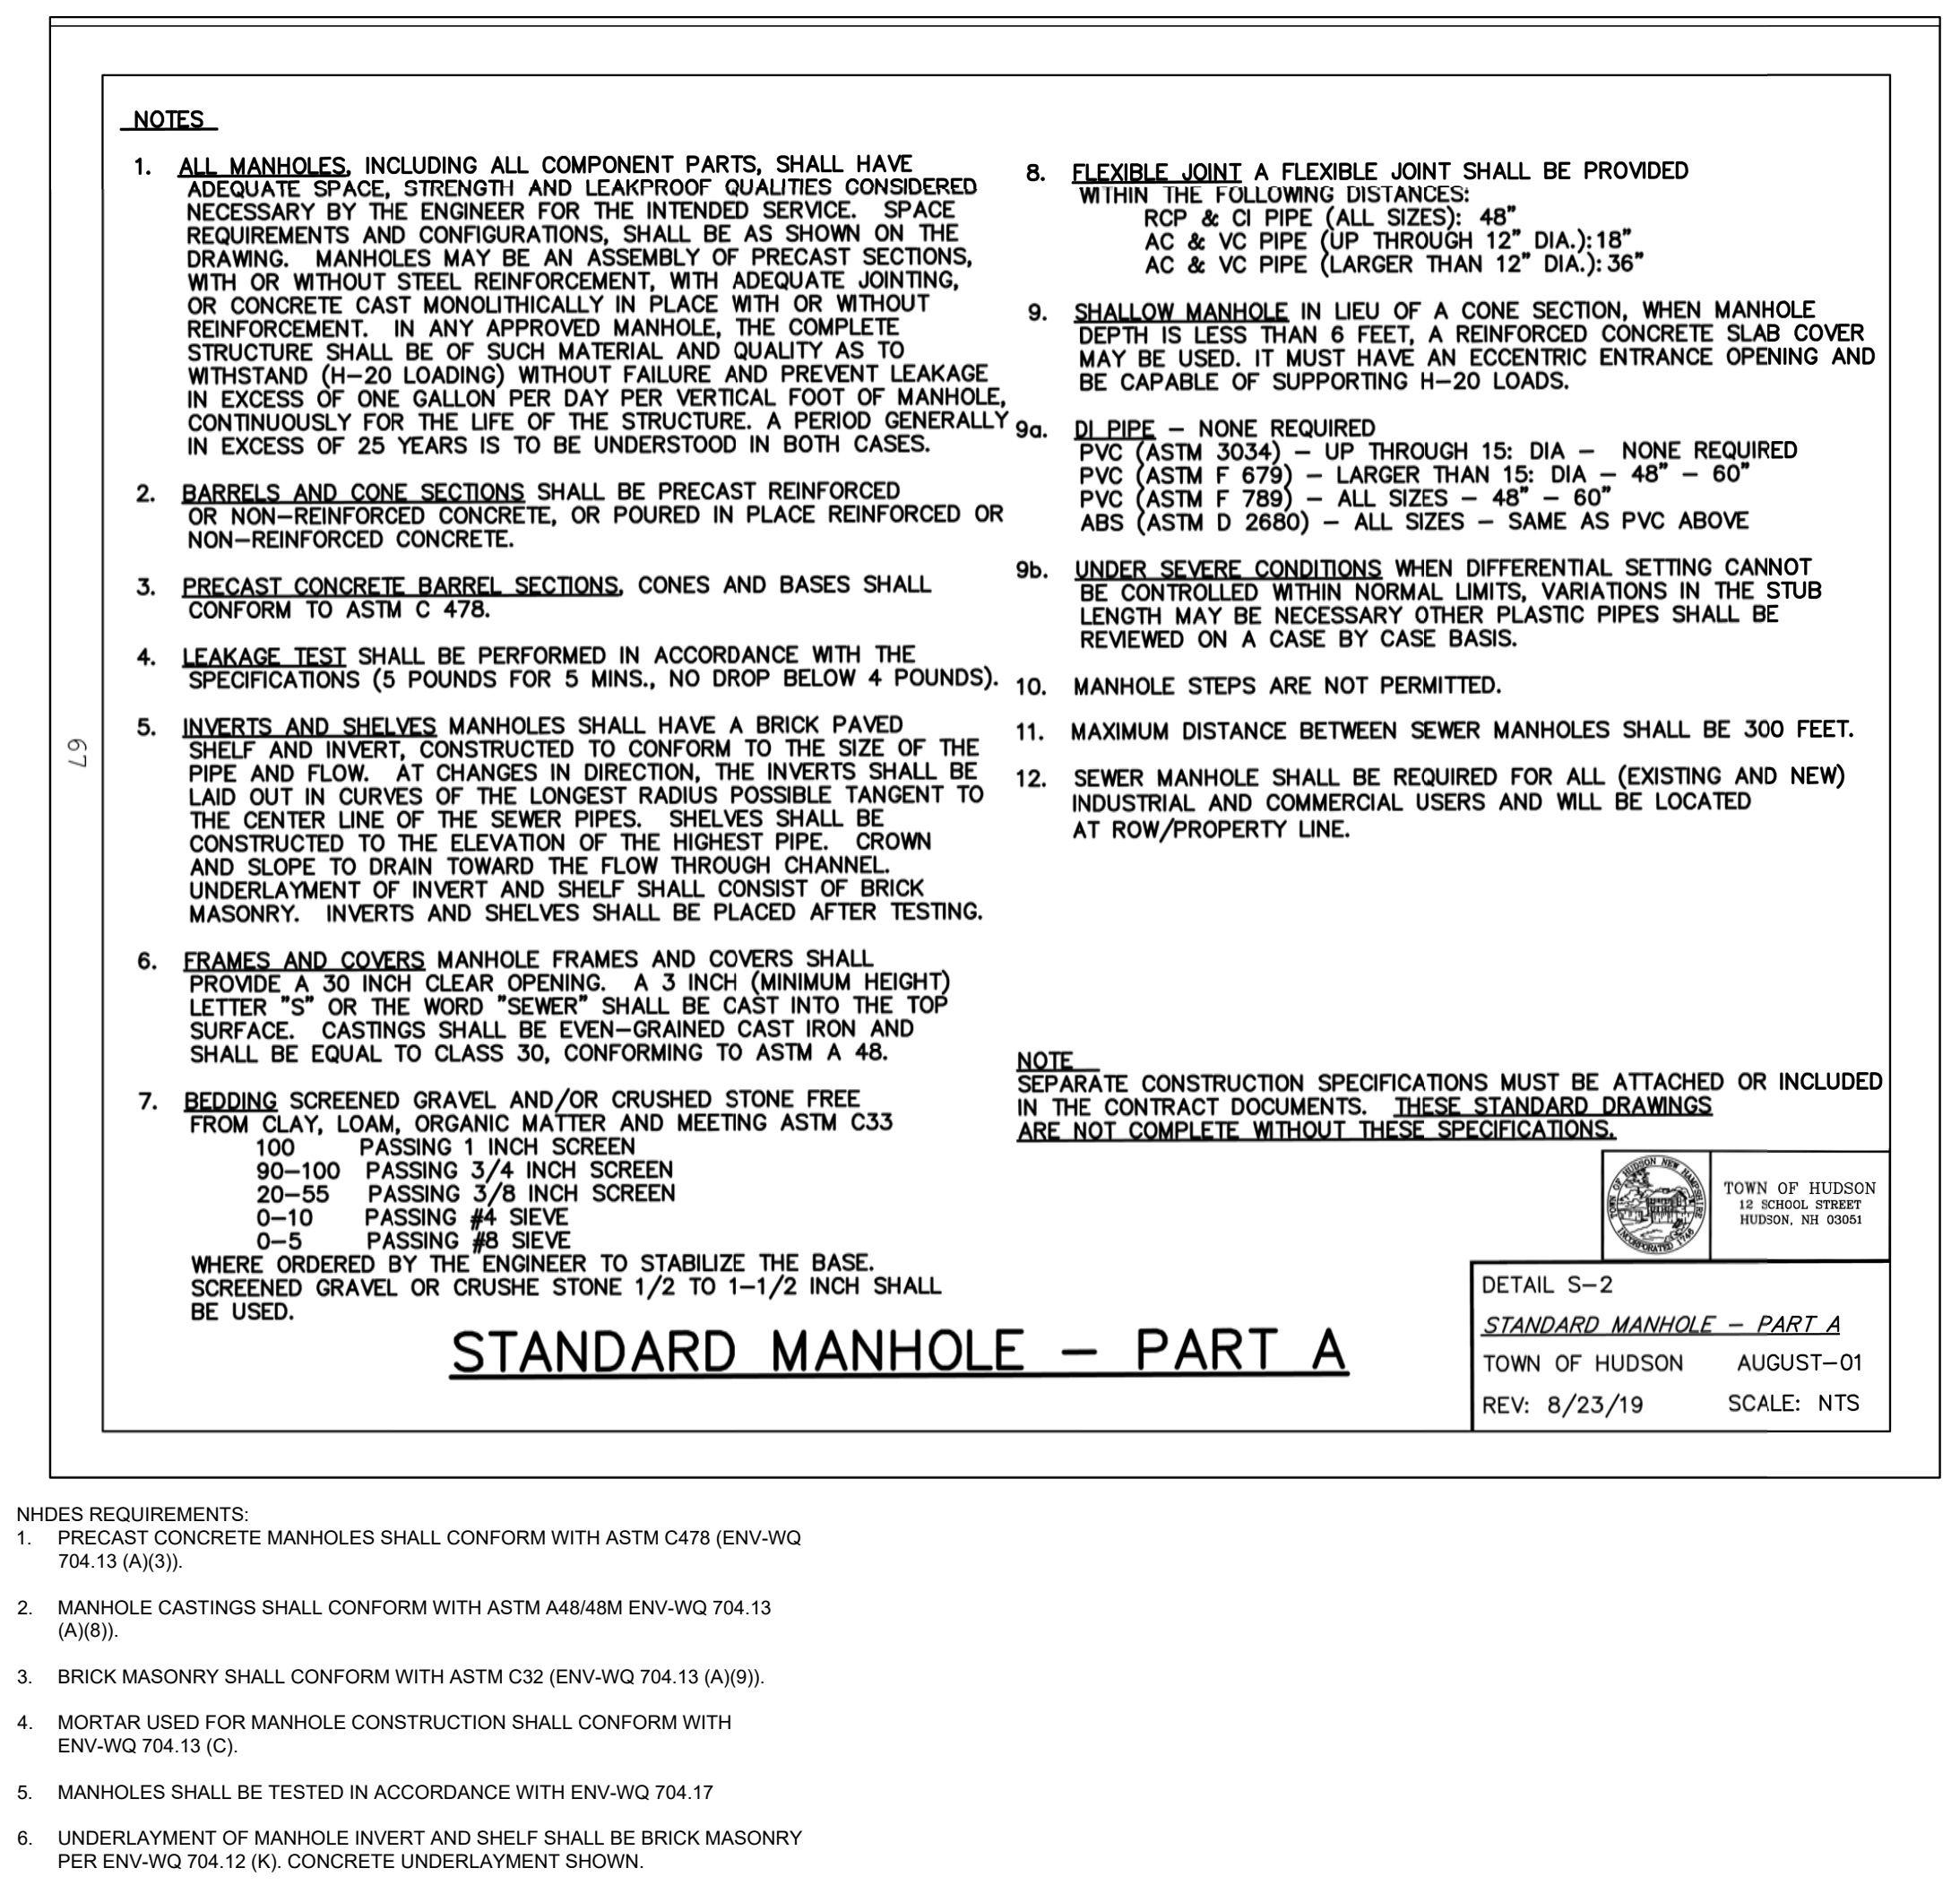 NOTES
1. ALL MANHOLES, INCLUDING ALL COMPONENT PARTS, SHALL HAVE
ADEQUATE SPACE, STRENGTH AND LEAKPROOF QUALITIES CONSIDERED
NECESSARY BY THE ENGINEER FOR THE INTENDED SERVICE. SPACE
REQUIREMENTS AND CONFIGURATIONS, SHALL BE AS SHOWN ON THE
DRAWING. MANHOLES MAY BE AN ASSEMBLY OF PRECAST SECTIONS,
WITH OR WITHOUT STEEL REINFORCEMENT, WITH ADEQUATE JOINTING,
OR CONCRETE CAST MONOLITHICALLY IN PLACE WITH OR WITHOUT
REINFORCEMENT. IN ANY APPROVED MANHOLE, THE COMPLETE
STRUCTURE SHALL BE OF SUCH MATERIAL AND QUALITY AS TO
WITHSTAND (H-20 LOADING) WITHOUT FAILURE AND PREVENT LEAKAGE
IN EXCESS OF ONE GALLON PER DAY PER VERTICAL FOOT OF MANHOLE,
CONTINUOUSLY FOR THE LIFE OF THE STRUCTURE. A PERIOD GENERALLY
IN EXCESS OF 25 YEARS IS TO BE UNDERSTOOD IN BOTH CASES.
2. BARRELS AND CONE SECTIONS SHALL BE PRECAST REINFORCED
OR NON-REINFORCED CONCRETE, OR POURED IN PLACE REINFORCED OR
NON-REINFORCED CONCRETE.
3. PRECAST CONCRETE BARREL SECTIONS, CONES AND BASES SHALL
CONFORM TO ASTM C 478.
4. LEAKAGE TEST SHALL BE PERFORMED IN ACCORDANCE WITH THE
SPECIFICATIONS (5 POUNDS FOR 5 MINS., NO DROP BELOW 4 POUNDS).
5. INVERTS AND SHELVES MANHOLES SHALL HAVE A BRICK PAVED
SHELF AND INVERT, CONSTRUCTED TO CONFORM TO THE SIZE OF THE
PIPE AND FLOW. AT CHANGES IN DIRECTION, THE INVERTS SHALL BE
LAID OUT IN CURVES OF THE LONGEST RADIUS POSSIBLE TANGENT TO
THE CENTER LINE OF THE SEWER PIPES. SHELVES SHALL BE
CONSTRUCTED TO THE ELEVATION OF THE HIGHEST PIPE. CROWN
AND SLOPE TO DRAIN TOWARD THE FLOW THROUGH CHANNEL.
UNDERLAYMENT OF INVERT AND SHELF SHALL CONSIST OF BRICK
MASONRY. INVERTS AND SHELVES SHALL BE PLACED AFTER TESTING.
6. FRAMES AND COVERS MANHOLE FRAMES AND COVERS SHALL
PROVIDE A 30 INCH CLEAR OPENING. A 3 INCH (MINIMUM HEIGHT)
LETTER "S" OR THE WORD "SEWER" SHALL BE CAST INTO THE TOP
SURFACE. CASTINGS SHALL BE EVEN-GRAINED CAST IRON AND
SHALL BE EQUAL TO CLASS 30, CONFORMING TO ASTM A 48.
7. BEDDING SCREENED GRAVEL AND/OR CRUSHED STONE FREE
FROM CLAY, LOAM, ORGANIC MATTER AND MEETING ASTM C33
100 PASSING 1 INCH SCREEN
90-100 PASSING 3/4 INCH SCREEN
20-55 PASSING 3/8 INCH SCREEN
0-10 PASSING #4 SIEVE
0-5 PASSING #8 SIEVE
WHERE ORDERED BY THE ENGINEER TO STABILIZE THE BASE.
SCREENED GRAVEL OR CRUSHE STONE 1/2 TO 1-1/2 INCH SHALL
BE USED.
8. FLEXIBLE JOINT A FLEXIBLE JOINT SHALL BE PROVIDED
WITHIN THE FOLLOWING DISTANCES:
RCP & CI PIPE (ALL SIZES): 48"
AC & VC PIPE (UP THROUGH 12" DIA.):18"
AC & VC PIPE (LARGER THAN 12" DIA.):36"
9. SHALLOW MANHOLE IN LIEU OF A CONE SECTION, WHEN MANHOLE
DEPTH IS LESS THAN 6 FEET, A REINFORCED CONCRETE SLAB COVER
MAY BE USED. IT MUST HAVE AN ECCENTRIC ENTRANCE OPENING AND
BE CAPABLE OF SUPPORTING H-20 LOADS.
9a. DI PIPE - NONE REQUIRED
PVC (ASTM 3034) - UP THROUGH 15: DIA - NONE REQUIRED
PVC (ASTM F 679) - LARGER THAN 15: DIA - 48" - 60"
PVC (ASTM F 789) - ALL SIZES - 48" - 60"
ABS (ASTM D 2680) - ALL SIZES - SAME AS PVC ABOVE
9b. UNDER SEVERE CONDITIONS WHEN DIFFERENTIAL SETTING CANNOT
BE CONTROLLED WITHIN NORMAL LIMITS, VARIATIONS IN THE STUB
LENGTH MAY BE NECESSARY OTHER PLASTIC PIPES SHALL BE
REVIEWED ON A CASE BY CASE BASIS.
10. MANHOLE STEPS ARE NOT PERMITTED.
11. MAXIMUM DISTANCE BETWEEN SEWER MANHOLES SHALL BE 300 FEET.
12. SEWER MANHOLE SHALL BE REQUIRED FOR ALL (EXISTING AND NEW)
INDUSTRIAL AND COMMERCIAL USERS AND WILL BE LOCATED
AT ROW/PROPERTY LINE.
NOTE
SEPARATE CONSTRUCTION SPECIFICATIONS MUST BE ATTACHED OR INCLUDED
IN THE CONTRACT DOCUMENTS. THESE STANDARD DRAWINGS
ARE NOT COMPLETE WITHOUT THESE SPECIFICATIONS.
TOWN OF HUDSON NEW HAMPSHIRE
INCORPORATED 1746
TOWN OF HUDSON
12 SCHOOL STREET
HUDSON, NH 03051
DETAIL S-2
STANDARD MANHOLE - PART A
TOWN OF HUDSON AUGUST-01
REV: 8/23/19 SCALE: NTS
STANDARD MANHOLE - PART A
67
NHDES REQUIREMENTS:
1. PRECAST CONCRETE MANHOLES SHALL CONFORM WITH ASTM C478 (ENV-WQ
704.13 (A)(3)).
2. MANHOLE CASTINGS SHALL CONFORM WITH ASTM A48/48M ENV-WQ 704.13
(A)(8)).
3. BRICK MASONRY SHALL CONFORM WITH ASTM C32 (ENV-WQ 704.13 (A)(9)).
4. MORTAR USED FOR MANHOLE CONSTRUCTION SHALL CONFORM WITH
ENV-WQ 704.13 (C).
5. MANHOLES SHALL BE TESTED IN ACCORDANCE WITH ENV-WQ 704.17
6. UNDERLAYMENT OF MANHOLE INVERT AND SHELF SHALL BE BRICK MASONRY
PER ENV-WQ 704.12 (K). CONCRETE UNDERLAYMENT SHOWN.